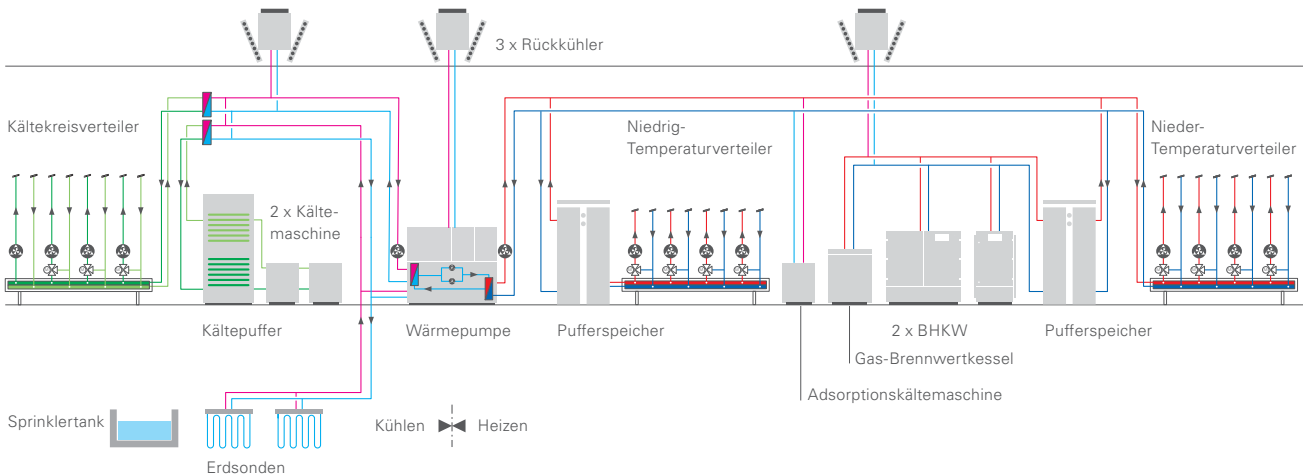 3 x Rückkühler
Kältekreisverteiler
Niedrig-
Temperaturverteiler
Nieder-
Temperaturverteiler
2 x Kälte-
maschine
Kältepuffer
Wärmepumpe
Pufferspeicher
2 x BHKW
Pufferspeicher
Gas-Brennwertkessel
Adsorptionskältemaschine
Sprinklertank
Kühlen
Heizen
Erdsonden